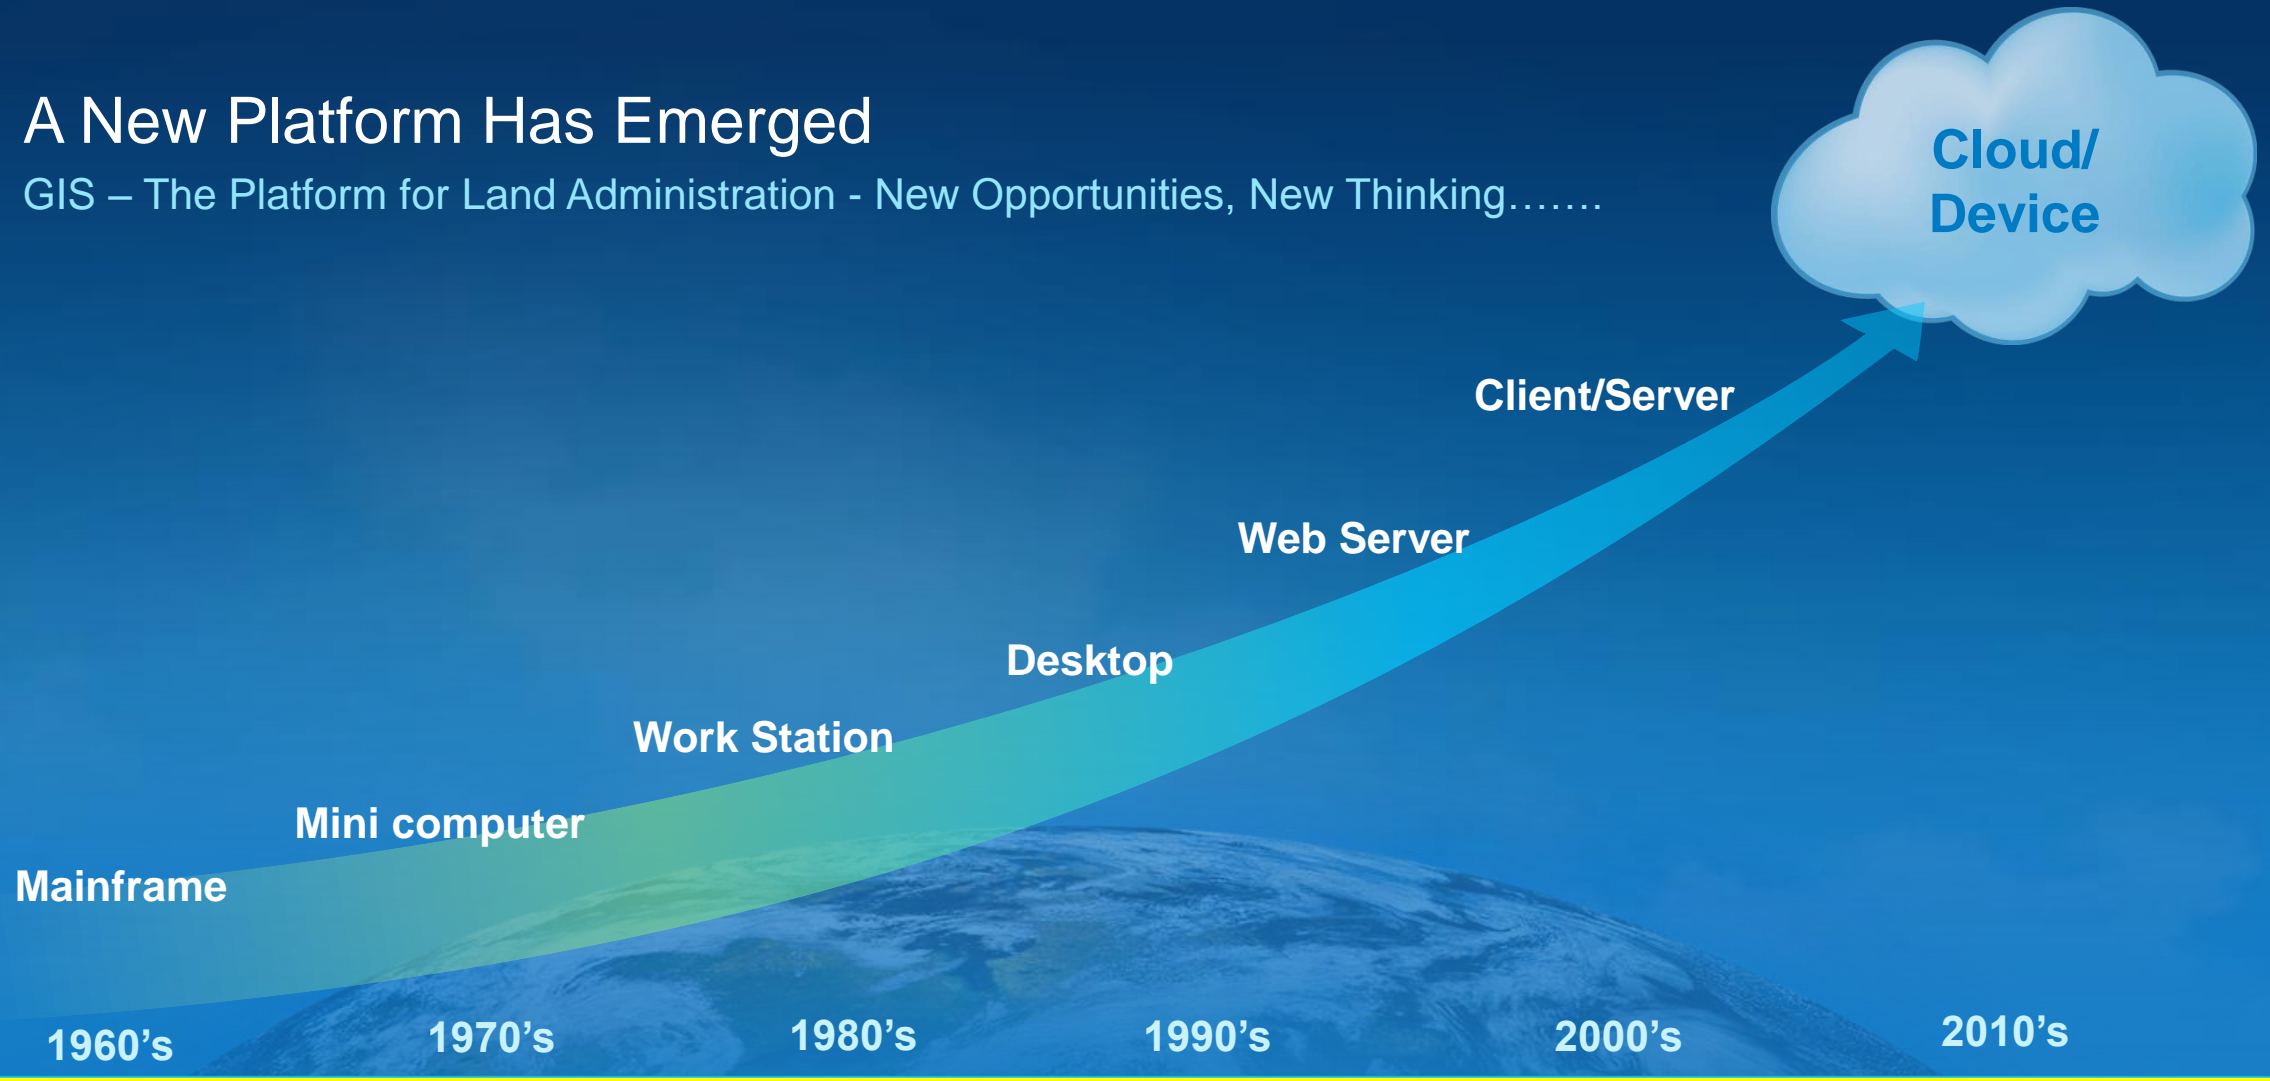 A New Platform Has Emerged
GIS – The Platform for Land Administration - New Opportunities, New Thinking…….
Cloud/
Device
Client/Server
Web Server
Desktop
Work Station
Mini computer
Mainframe
1960’s
1970’s
1980’s
1990’s
2000’s
2010’s